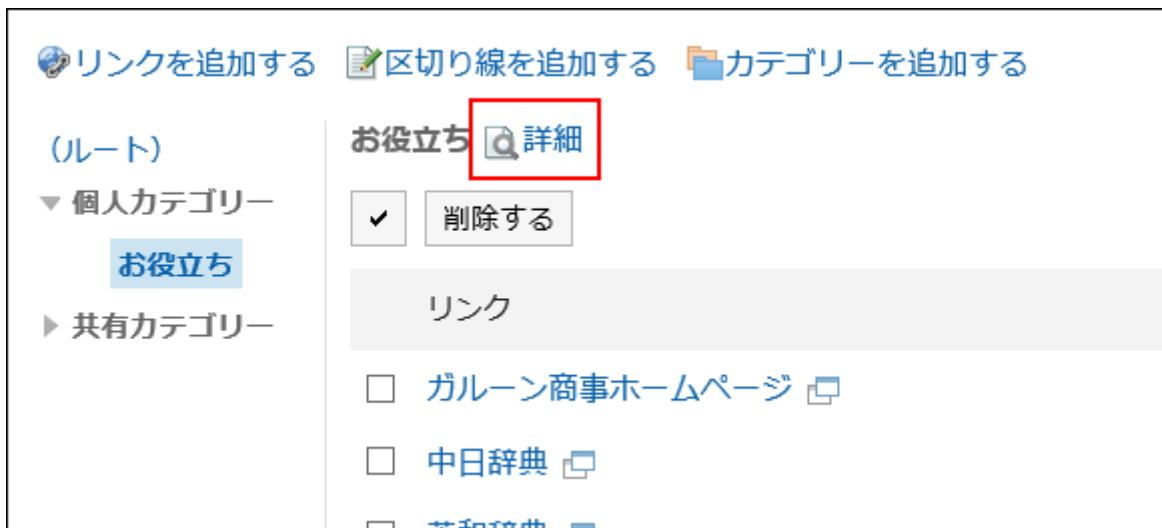 リンクを追加する 区切り線を追加する カテゴリーを追加する
(ルート)
個人カテゴリー
お役立ち
共有カテゴリー
お役立ち 詳細
削除する
リンク
ガルーン商事ホームページ
中日辞典